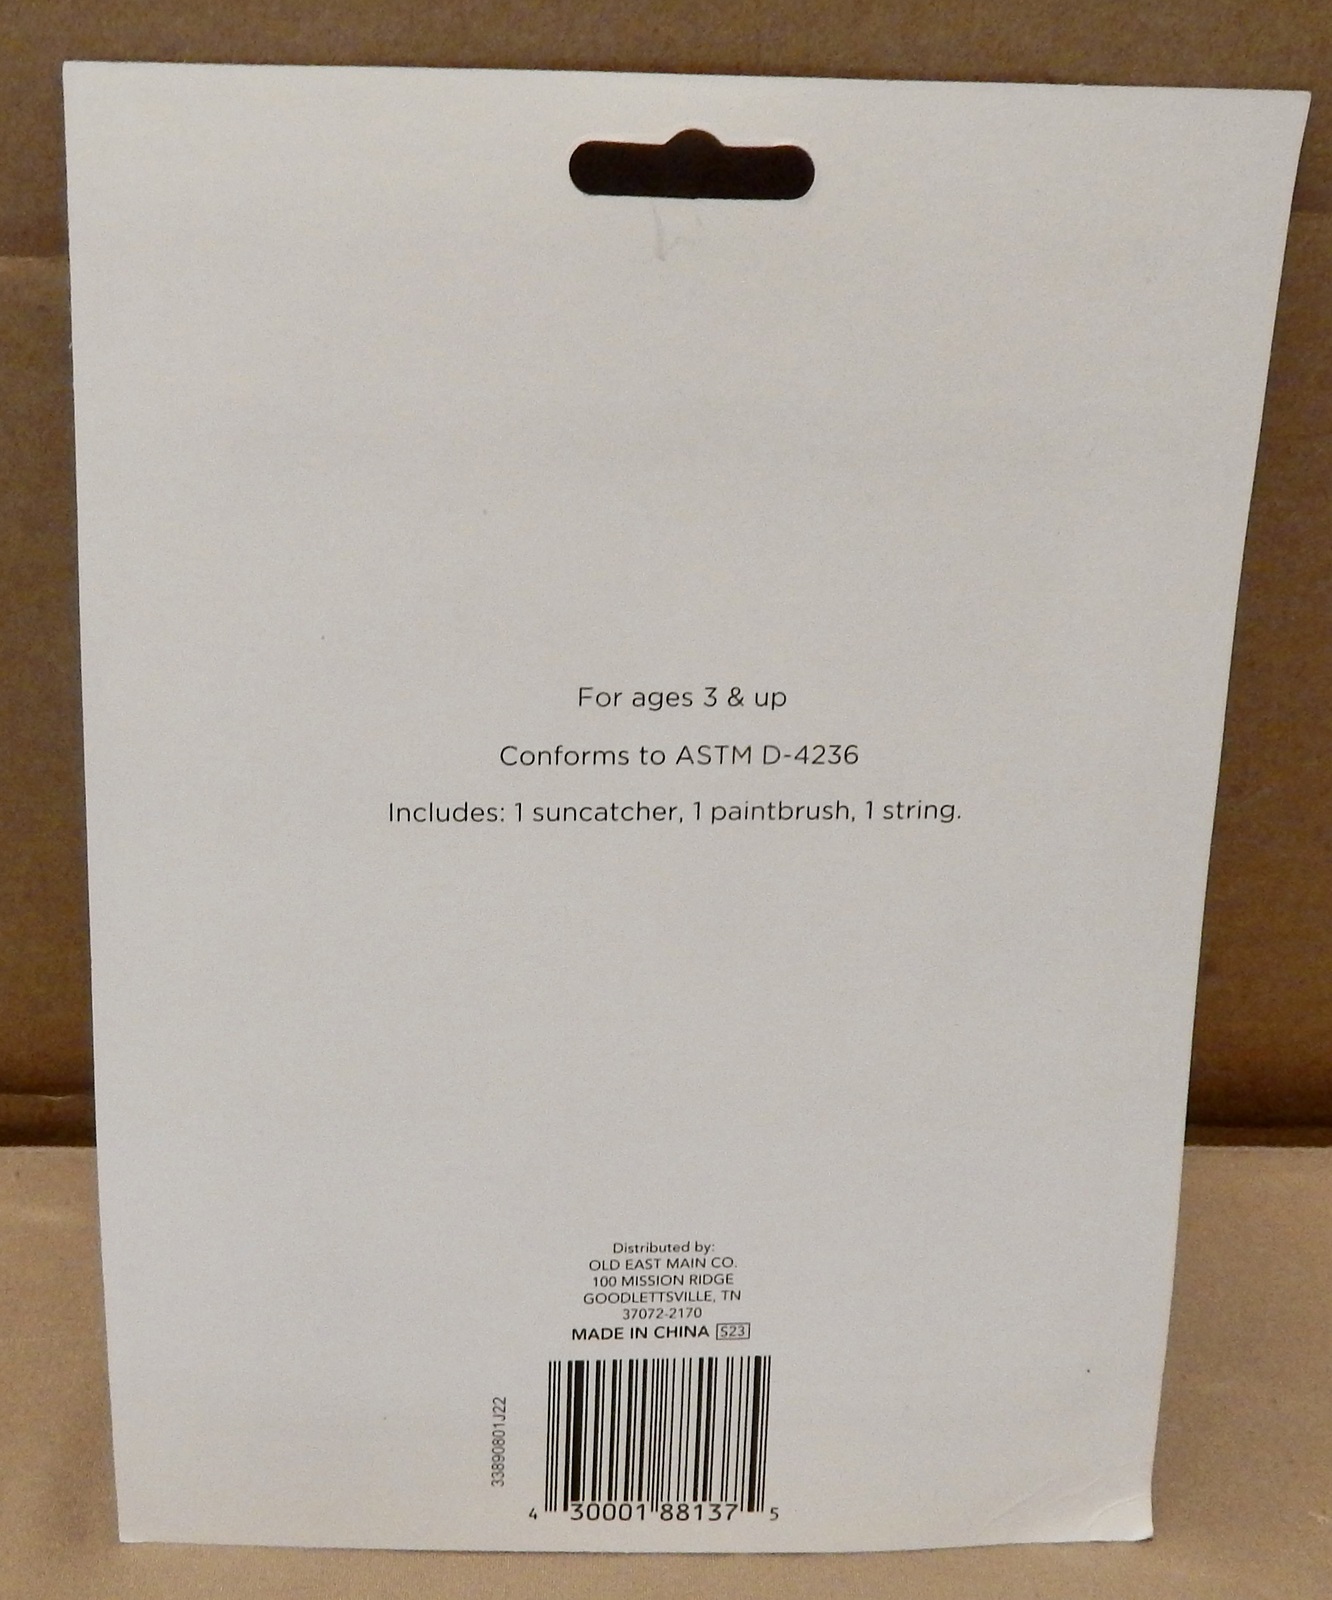 For ages 3 & up
Conforms to ASTM D-4236
Includes: 1 suncatcher, 1 paintbrush, 1 string.
Distributed by:
OLD EAST MAIN CO.
100 MISSION RIDGE
GOODLETTSVILLE, TN
37072-2170
MADE IN CHINA S23
33890801J22
4 30001 88137 5